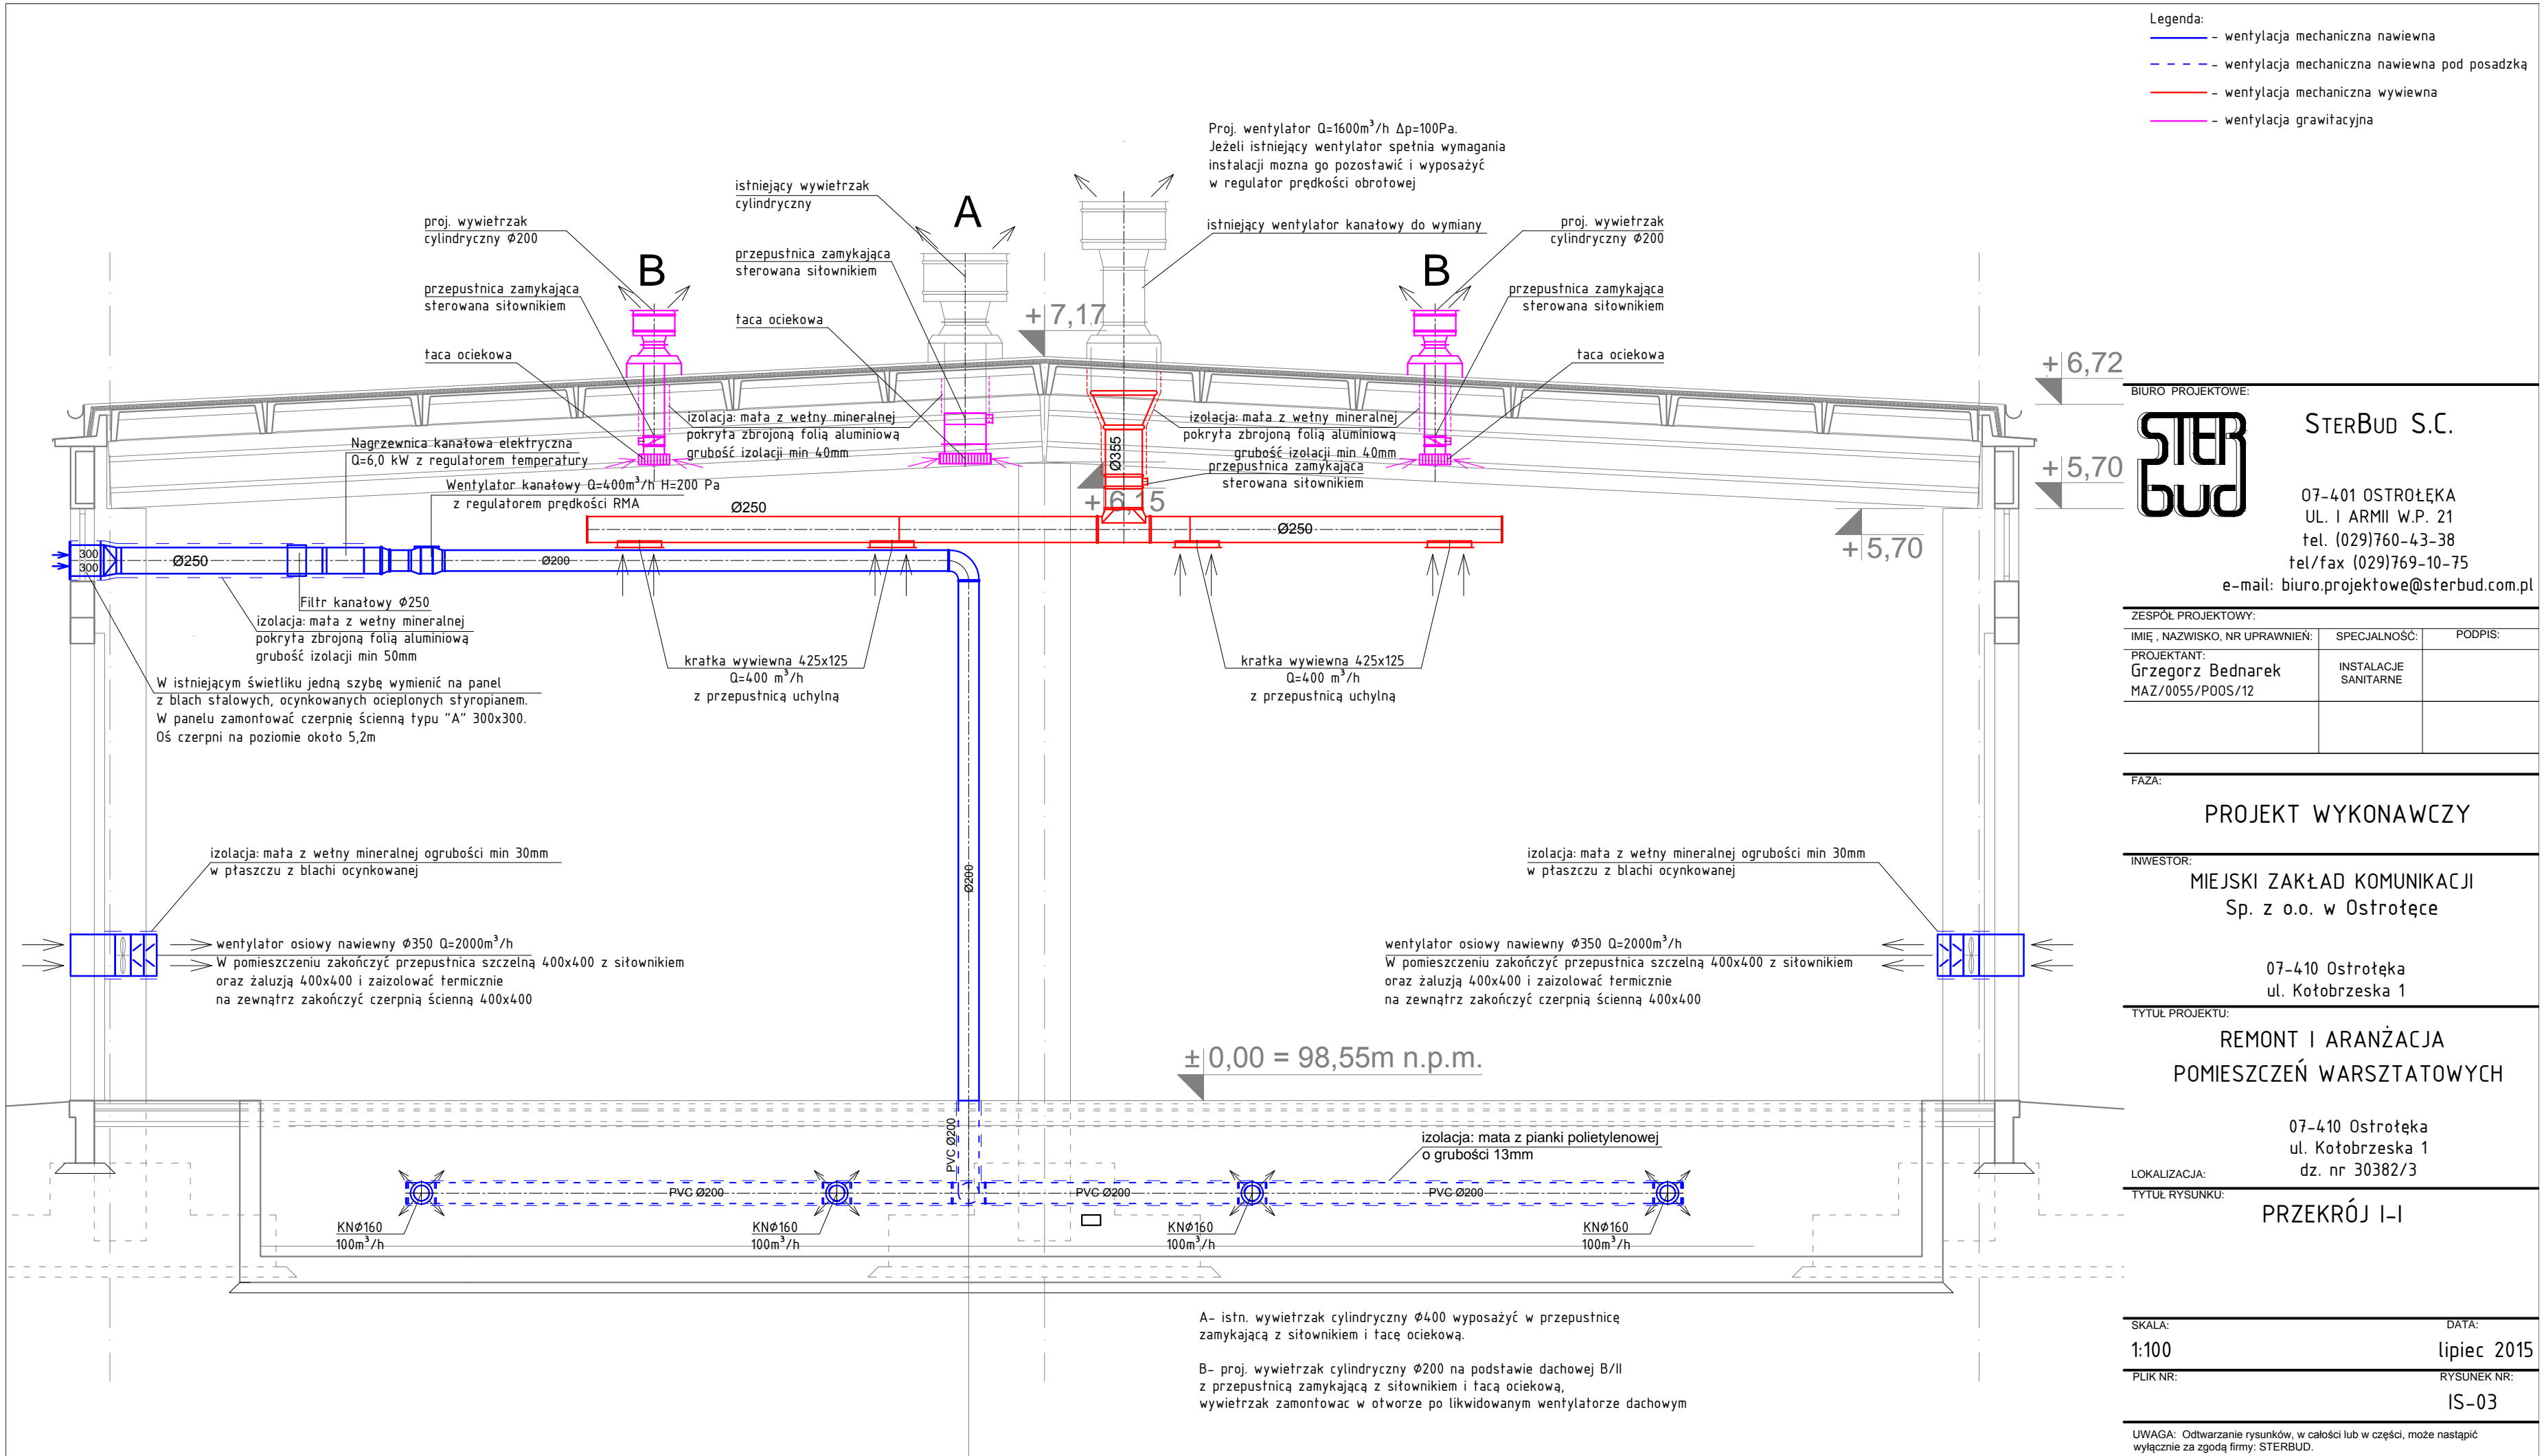 Legenda:
- wentylacja mechaniczna nawiewna
- wentylacja mechaniczna nawiewna pod posadzką
- wentylacja mechaniczna wywiewna
- wentylacja grawitacyjna
Proj. wentylator Q=1600m³/h Δp=100Pa.
Jeżeli istniejący wentylator spełnia wymagania
instalacji mozna go pozostawić i wyposażyć
w regulator prędkości obrotowej
istniejący wywietrzak
cylindryczny
A
proj. wywietrzak
cylindryczny Ø200
B
przepustnica zamykająca
sterowana siłownikiem
istniejący wentylator kanałowy do wymiany
proj. wywietrzak
cylindryczny Ø200
B
przepustnica zamykająca
sterowana siłownikiem
taca ociekowa
przepustnica zamykająca
sterowana siłownikiem
taca ociekowa
taca ociekowa
+ 7,17
+ 6,72
+ 5,70
+ 6,15
+ 5,70
izolacja: mata z wełny mineralnej
pokryta zbrojoną folią aluminiową
grubość izolacji min 40mm
izolacja: mata z wełny mineralnej
pokryta zbrojoną folią aluminiową
grubość izolacji min 40mm
przepustnica zamykająca
sterowana siłownikiem
Nagrzewnica kanałowa elektryczna
Q=6,0 kW z regulatorem temperatury
Wentylator kanałowy Q=400m³/h H=200 Pa
z regulatorem prędkości RMA
Ø355
Ø250
Ø250
300
300
Ø250
Ø200
Filtr kanałowy Ø250
izolacja: mata z wełny mineralnej
pokryta zbrojoną folią aluminiową
grubość izolacji min 50mm
W istniejącym świetliku jedną szybę wymienić na panel
z blach stalowych, ocynkowanych ocieplonych styropianem.
W panelu zamontować czerpnię ścienną typu "A" 300x300.
Oś czerpni na poziomie około 5,2m
kratka wywiewna 425x125
Q=400 m³/h
z przepustnicą uchylną
kratka wywiewna 425x125
Q=400 m³/h
z przepustnicą uchylną
izolacja: mata z wełny mineralnej ogrubości min 30mm
w płaszczu z blachi ocynkowanej
izolacja: mata z wełny mineralnej ogrubości min 30mm
w płaszczu z blachi ocynkowanej
Ø200
wentylator osiowy nawiewny Ø350 Q=2000m³/h
W pomieszczeniu zakończyć przepustnica szczelną 400x400 z siłownikiem
oraz żaluzją 400x400 i zaizolować termicznie
na zewnątrz zakończyć czerpnią ścienną 400x400
wentylator osiowy nawiewny Ø350 Q=2000m³/h
W pomieszczeniu zakończyć przepustnica szczelną 400x400 z siłownikiem
oraz żaluzją 400x400 i zaizolować termicznie
na zewnątrz zakończyć czerpnią ścienną 400x400
± 0,00 = 98,55m n.p.m.
PVC Ø200
izolacja: mata z pianki polietylenowej
o grubości 13mm
PVC Ø200
PVC Ø200
PVC Ø200
KNØ160
100m³/h
KNØ160
100m³/h
KNØ160
100m³/h
KNØ160
100m³/h
A- istn. wywietrzak cylindryczny Ø400 wyposażyć w przepustnicę
zamykającą z siłownikiem i tacę ociekową.
B- proj. wywietrzak cylindryczny Ø200 na podstawie dachowej B/II
z przepustnicą zamykającą z siłownikiem i tacą ociekową,
wywietrzak zamontowac w otworze po likwidowanym wentylatorze dachowym
BIURO PROJEKTOWE:
STER
bud
STERBUD S.C.
07-401 OSTROŁĘKA
UL. I ARMII W.P. 21
tel. (029)760-43-38
tel/fax (029)769-10-75
e-mail: biuro.projektowe@sterbud.com.pl
ZESPÓŁ PROJEKTOWY:
IMIĘ , NAZWISKO, NR UPRAWNIEŃ: SPECJALNOŚĆ: PODPIS:
PROJEKTANT:
Grzegorz Bednarek
MAZ/0055/POOS/12
INSTALACJE
SANITARNE
FAZA:
PROJEKT WYKONAWCZY
INWESTOR:
MIEJSKI ZAKŁAD KOMUNIKACJI
Sp. z o.o. w Ostrołęce
07-410 Ostrołęka
ul. Kołobrzeska 1
TYTUŁ PROJEKTU:
REMONT I ARANŻACJA
POMIESZCZEŃ WARSZTATOWYCH
07-410 Ostrołęka
ul. Kołobrzeska 1
LOKALIZACJA: dz. nr 30382/3
TYTUŁ RYSUNKU:
PRZEKRÓJ I-I
SKALA: DATA:
1:100 lipiec 2015
PLIK NR: RYSUNEK NR:
IS-03
UWAGA: Odtwarzanie rysunków, w całości lub w części, może nastąpić
wyłącznie za zgodą firmy: STERBUD.